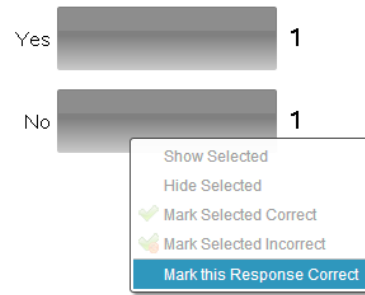 Yes 1
No 1
Show Selected
Hide Selected
Mark Selected Correct
Mark Selected Incorrect
Mark this Response Correct